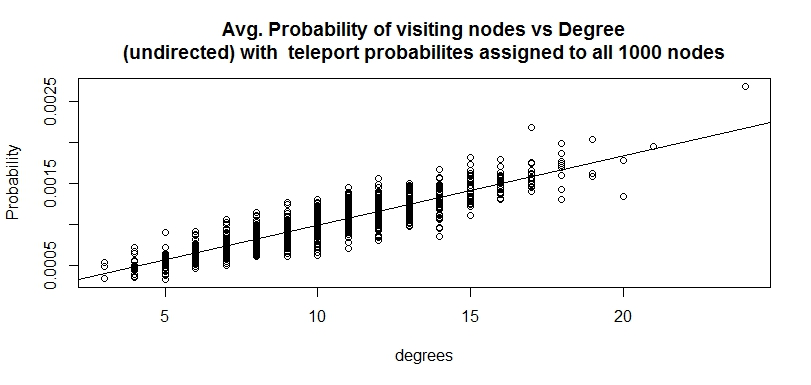 Avg. Probability of visiting nodes vs Degree
(undirected) with  teleport probabilites assigned to all 1000 nodes
Probability
0.0025
0.0015
0.0005
5 10 15 20
degrees